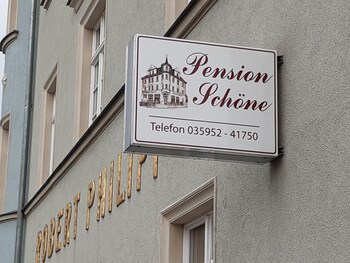 Pension
Schöne
Telefon 035952 - 41750
ROBERT PHILIPP